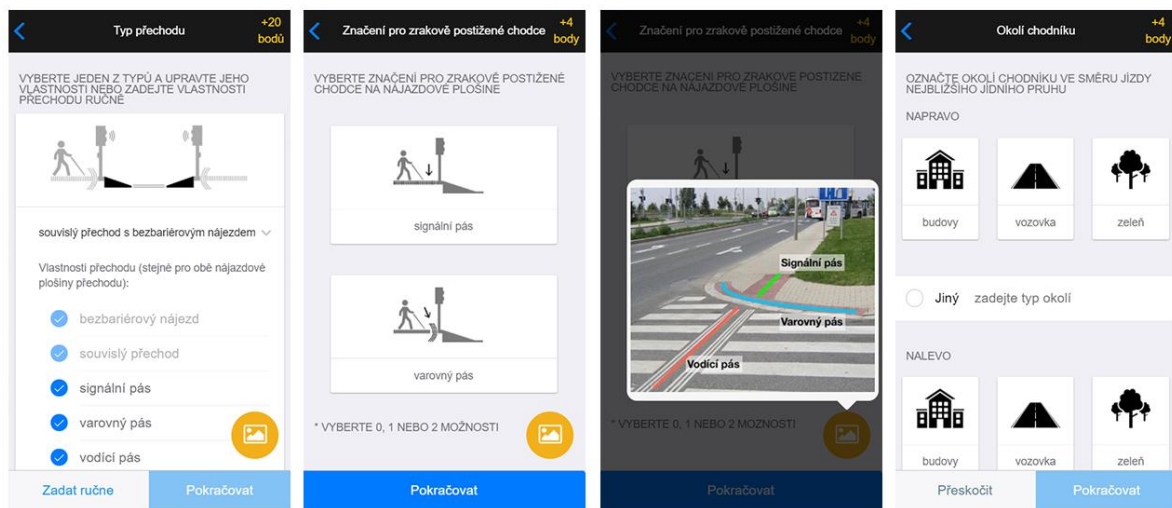 Typ přechodu
+20
bodů
VYBERTE JEDEN Z TYPŮ A UPRAVTE JEHO
VLASTNOSTI NEBO ZADEJTE VLASTNOSTI
PŘECHODU RUČNĚ
souvislý přechod s bezbariérovým nájezdem
Vlastnosti přechodu (stejné pro obě nájazdové
plošiny přechodu):
bezbariérový nájezd
souvislý přechod
signální pás
varovný pás
vodící pás
Zadat ručne
Pokračovat
Značení pro zrakově postižené chodce
+4
body
VYBERTE ZNAČENÍ PRO ZRAKOVĚ POSTIŽENÉ
CHODCE NA NÁJAZDOVÉ PLOŠINE
signální pás
varovný pás
* VYBERTE 0, 1 NEBO 2 MOŽNOSTI
Pokračovat
Značení pro zrakově postižené chodce
+4
body
VYBERTE ZNAČENÍ PRO ZRAKOVĚ POSTIŽENÉ
CHODCE NA NÁJAZDOVÉ PLOŠINE
Signální pás
Varovný pás
Vodící pás
* VYBERTE 0, 1 NEBO 2 MOŽNOSTI
Pokračovat
Okolí chodníku
+4
body
OZNAČTE OKOLÍ CHODNÍKU VE SMĚRU JÍZDY
NEJBLIŽŠÍHO JÍDNÍHO PRUHU
NAPRAVO
budovy
vozovka
zeleň
Jiný zadejte typ okolí
NALEVO
budovy
vozovka
zeleň
Přeskočit
Pokračovat